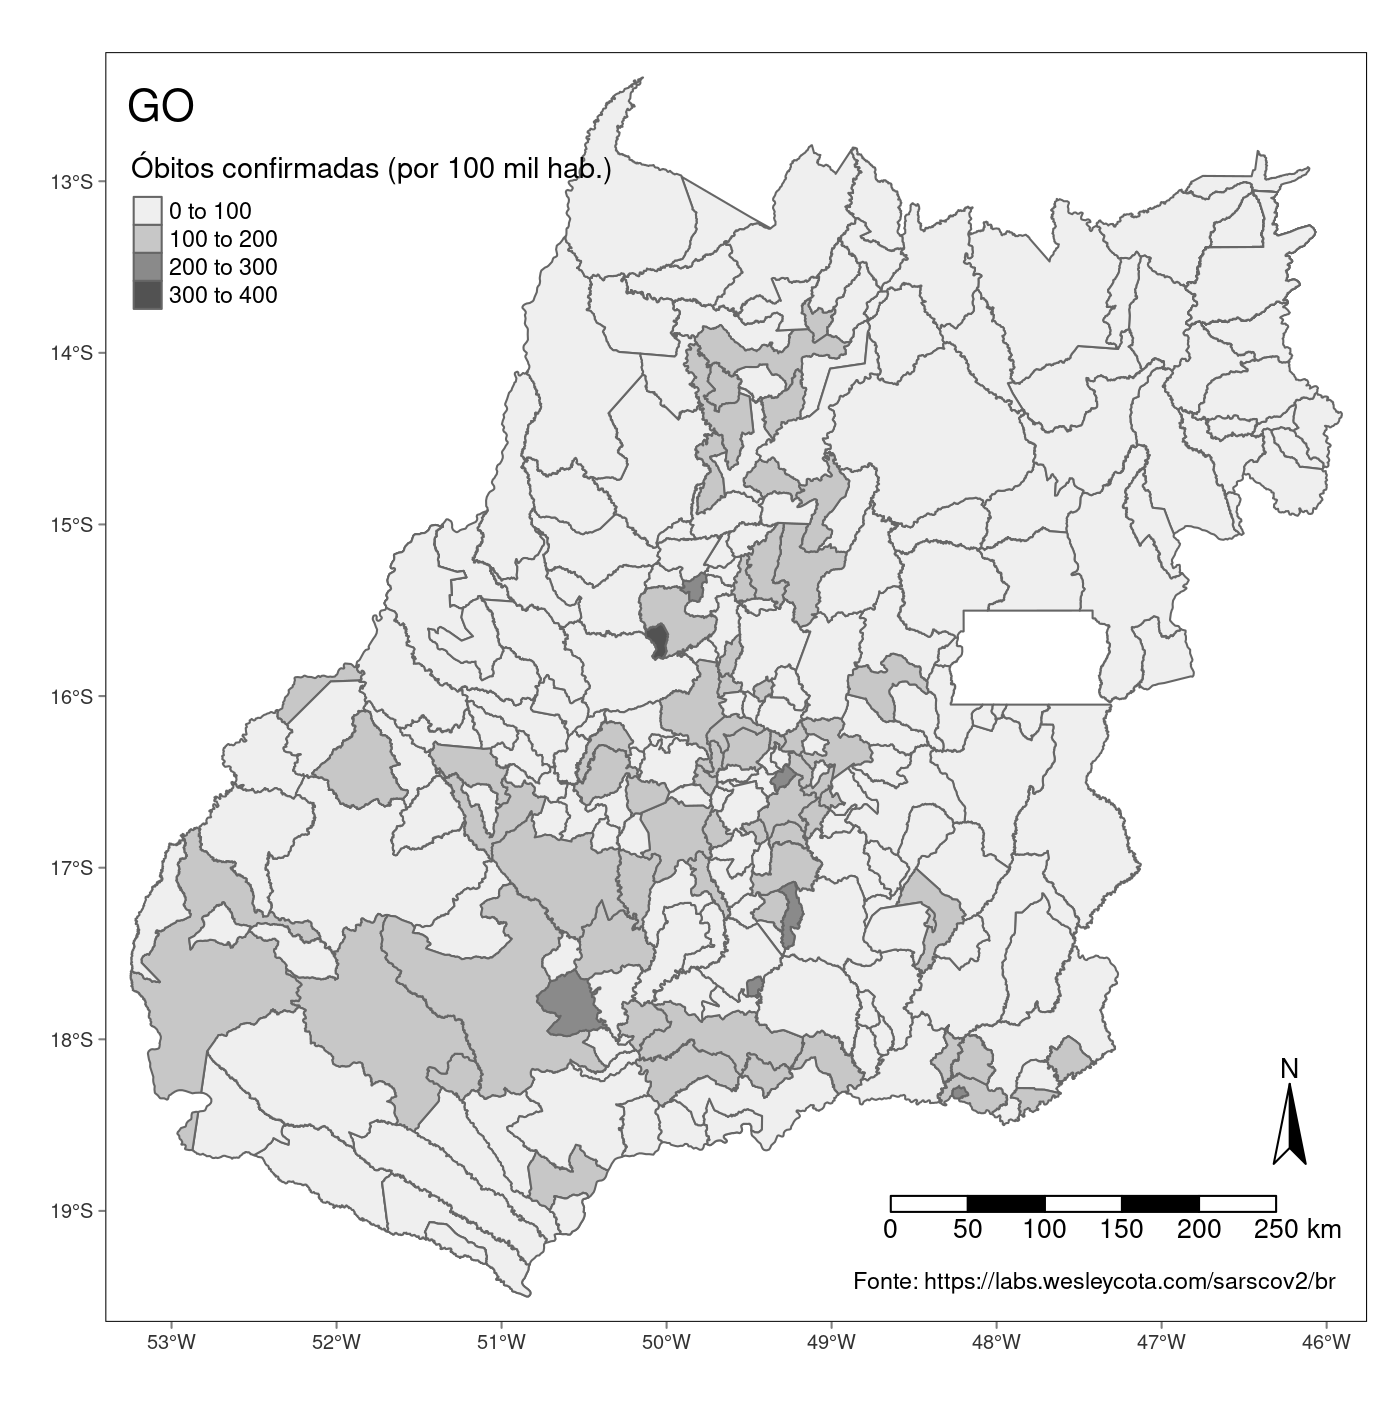 GO
Óbitos confirmadas (por 100 mil hab.)
0 to 100
100 to 200
200 to 300
300 to 400
13°S
14°S
15°S
16°S
17°S
18°S
19°S
N
0 50 100 150 200 250 km
Fonte: https://labs.wesleycota.com/sarscov2/br
53°W 52°W 51°W 50°W 49°W 48°W 47°W 46°W